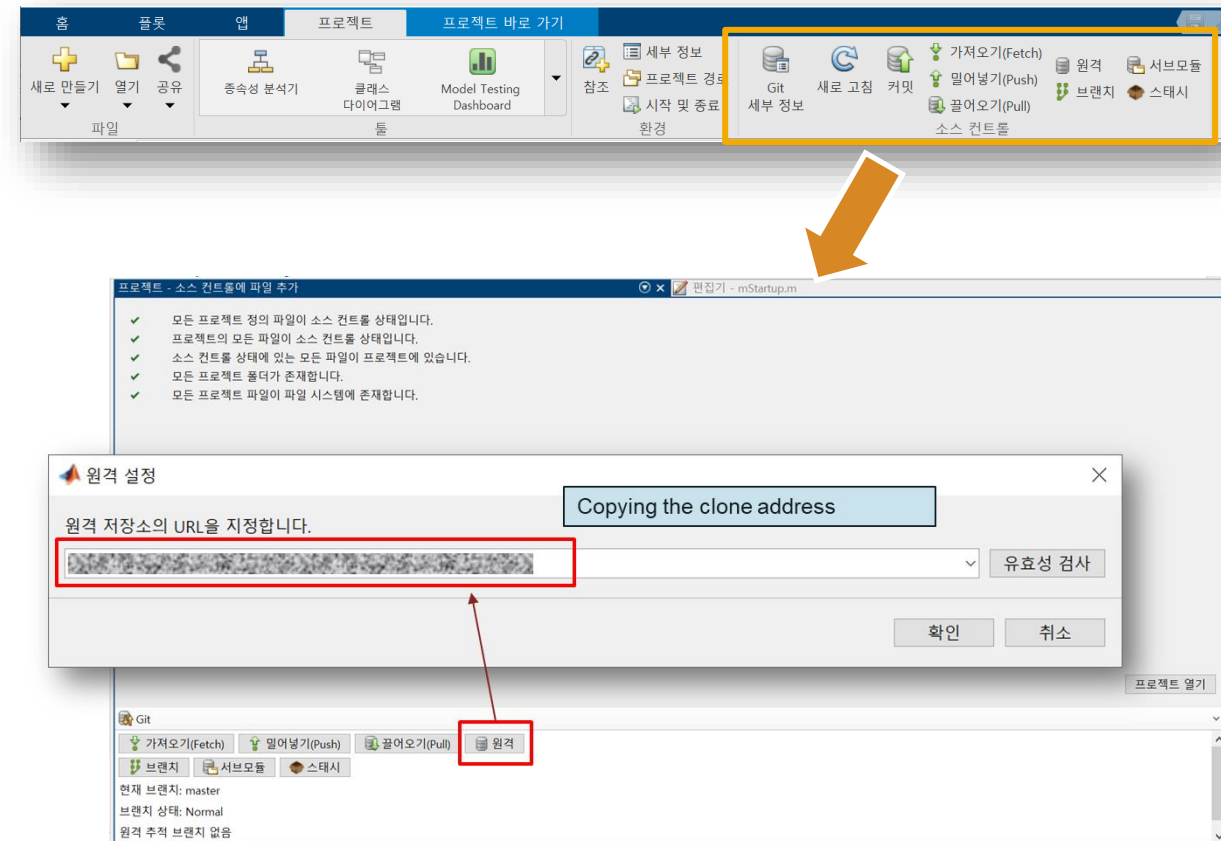 홈 플롯 앱 프로젝트 프로젝트 바로 가기
새로 만들기 열기 공유
파일
종속성 분석기
클래스
다이어그램
Model Testing
Dashboard
툴
참조
세부 정보
프로젝트 경로
시작 및 종료
환경
Git
세부 정보
새로 고침
커밋
가져오기(Fetch)
밀어넣기(Push)
끌어오기(Pull)
원격
브랜치
서브모듈
스태시
소스 컨트롤
프로젝트 - 소스 컨트롤에 파일 추가
편집기 - mStartup.m
모든 프로젝트 정의 파일이 소스 컨트롤 상태입니다.
프로젝트의 모든 파일이 소스 컨트롤 상태입니다.
소스 컨트롤 상태에 있는 모든 파일이 프로젝트에 있습니다.
모든 프로젝트 폴더가 존재합니다.
모든 프로젝트 파일이 파일 시스템에 존재합니다.
원격 설정
Copying the clone address
원격 저장소의 URL을 지정합니다.
유효성 검사
확인 취소
프로젝트 열기
Git
가져오기(Fetch) 밀어넣기(Push) 끌어오기(Pull) 원격
브랜치 서브모듈 스태시
현재 브랜치: master
브랜치 상태: Normal
원격 추적 브랜치 없음